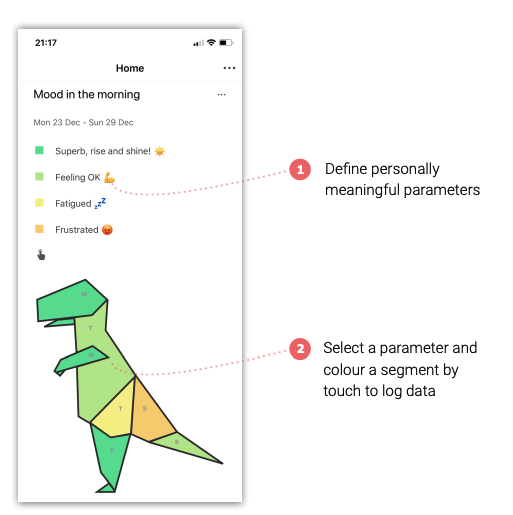 21:17
Home
Mood in the morning
Mon 23 Dec - Sun 29 Dec
Superb, rise and shine!
Feeling OK
Fatigued
Frustrated
1
Define personally
meaningful parameters
M
T
W
T
S
S
F
2
Select a parameter and
colour a segment by
touch to log data